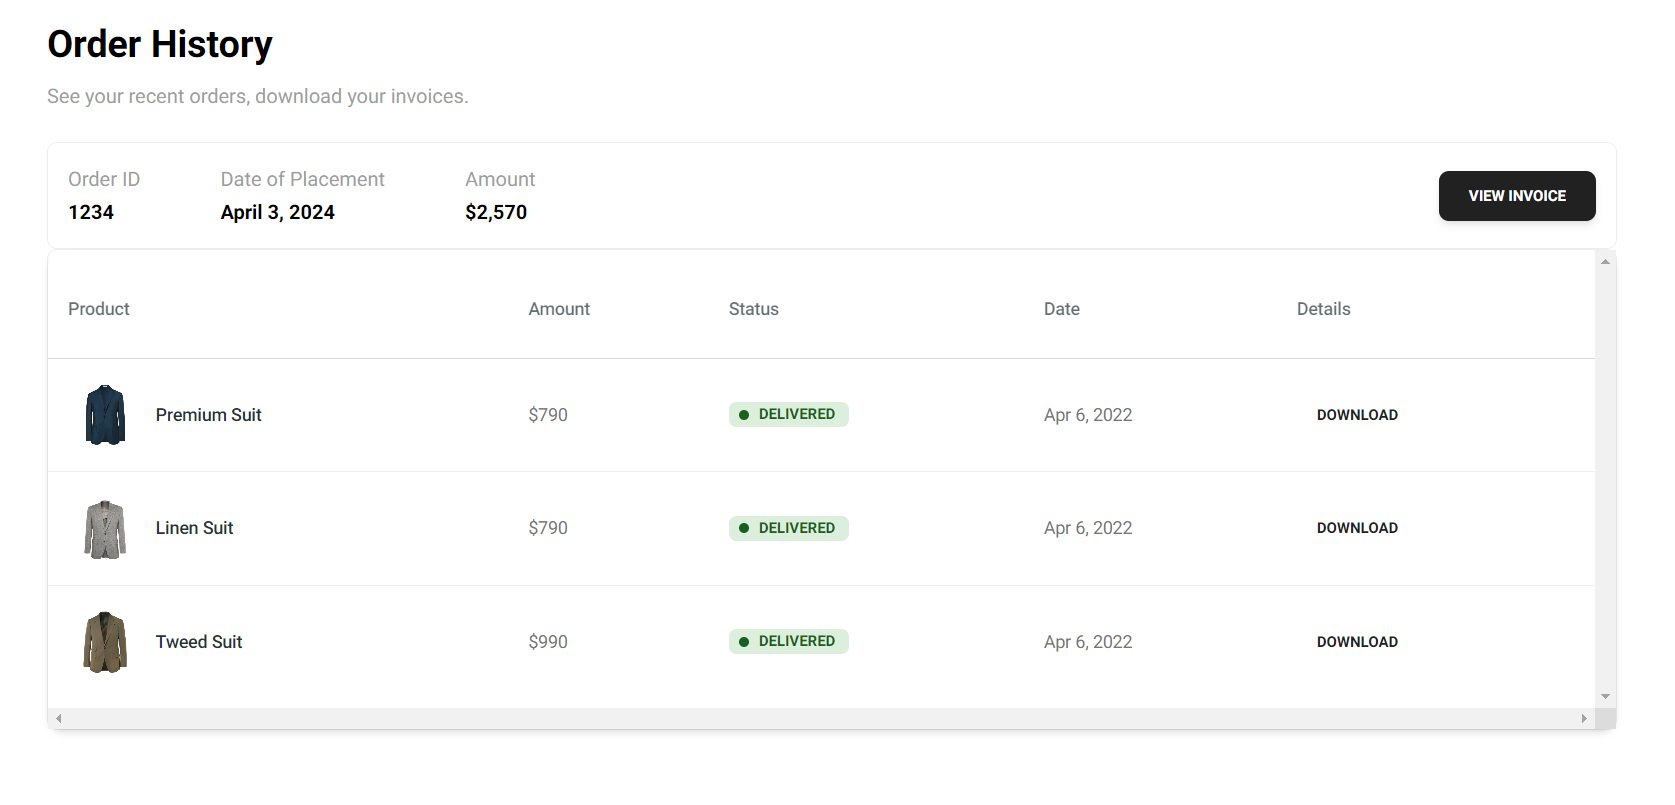 Order History
See your recent orders, download your invoices.
Order ID Date of Placement Amount
1234 April 3, 2024 $2,570
VIEW INVOICE
Product Amount Status Date Details
Premium Suit $790 DELIVERED Apr 6, 2022 DOWNLOAD
Linen Suit $790 DELIVERED Apr 6, 2022 DOWNLOAD
Tweed Suit $990 DELIVERED Apr 6, 2022 DOWNLOAD